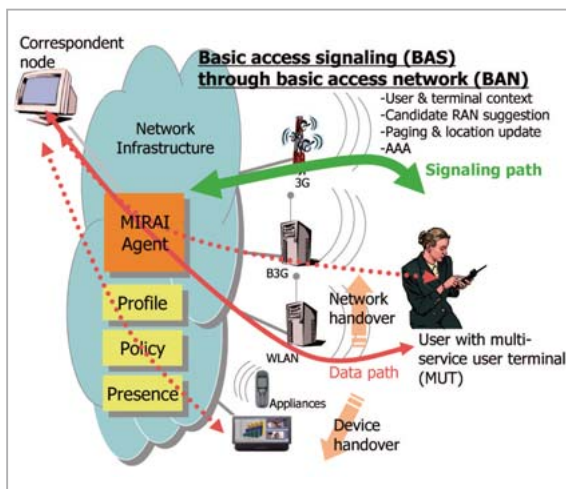 Correspondent
node
Basic access signaling (BAS)
through basic access network (BAN)
-User & terminal context
-Candidate RAN suggestion
-Paging & location update
-AAA
Network
Infrastructure
Signaling path
3G
MIRAI
Agent
B3G
Profile
Network
handover
Policy
WLAN
User with multi-
service user terminal
(MUT)
Data path
Presence
Appliances
Device
handover